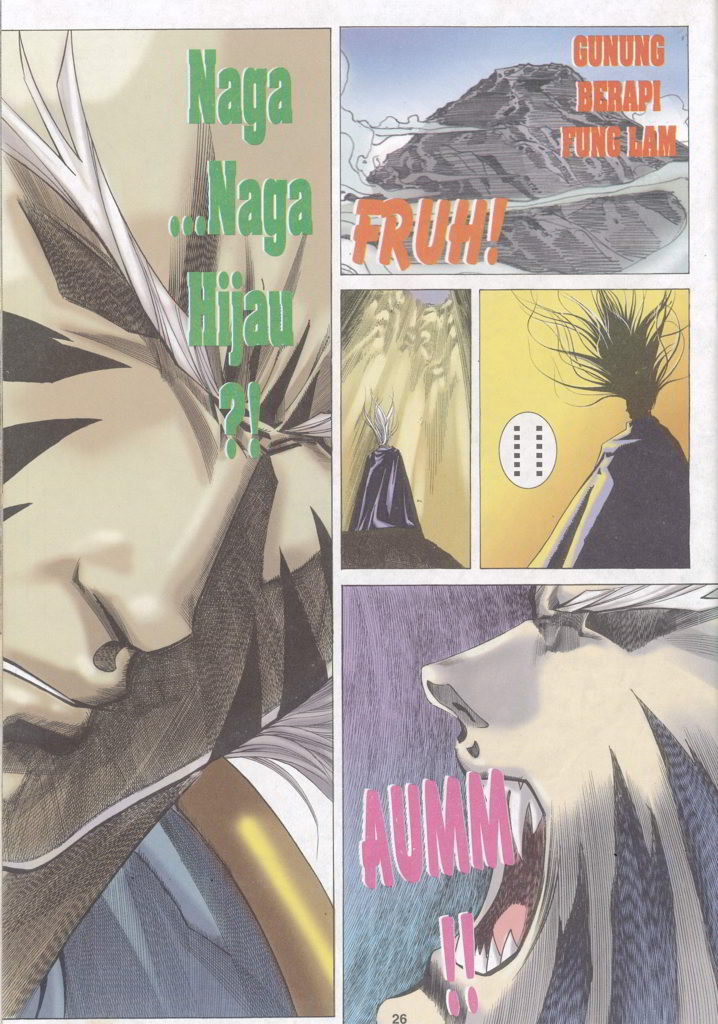 Naga
...Naga
Hijau
?!
GUNUNG
BERAPI
FUNG LAM
FRUH!
AUMM
!!
26